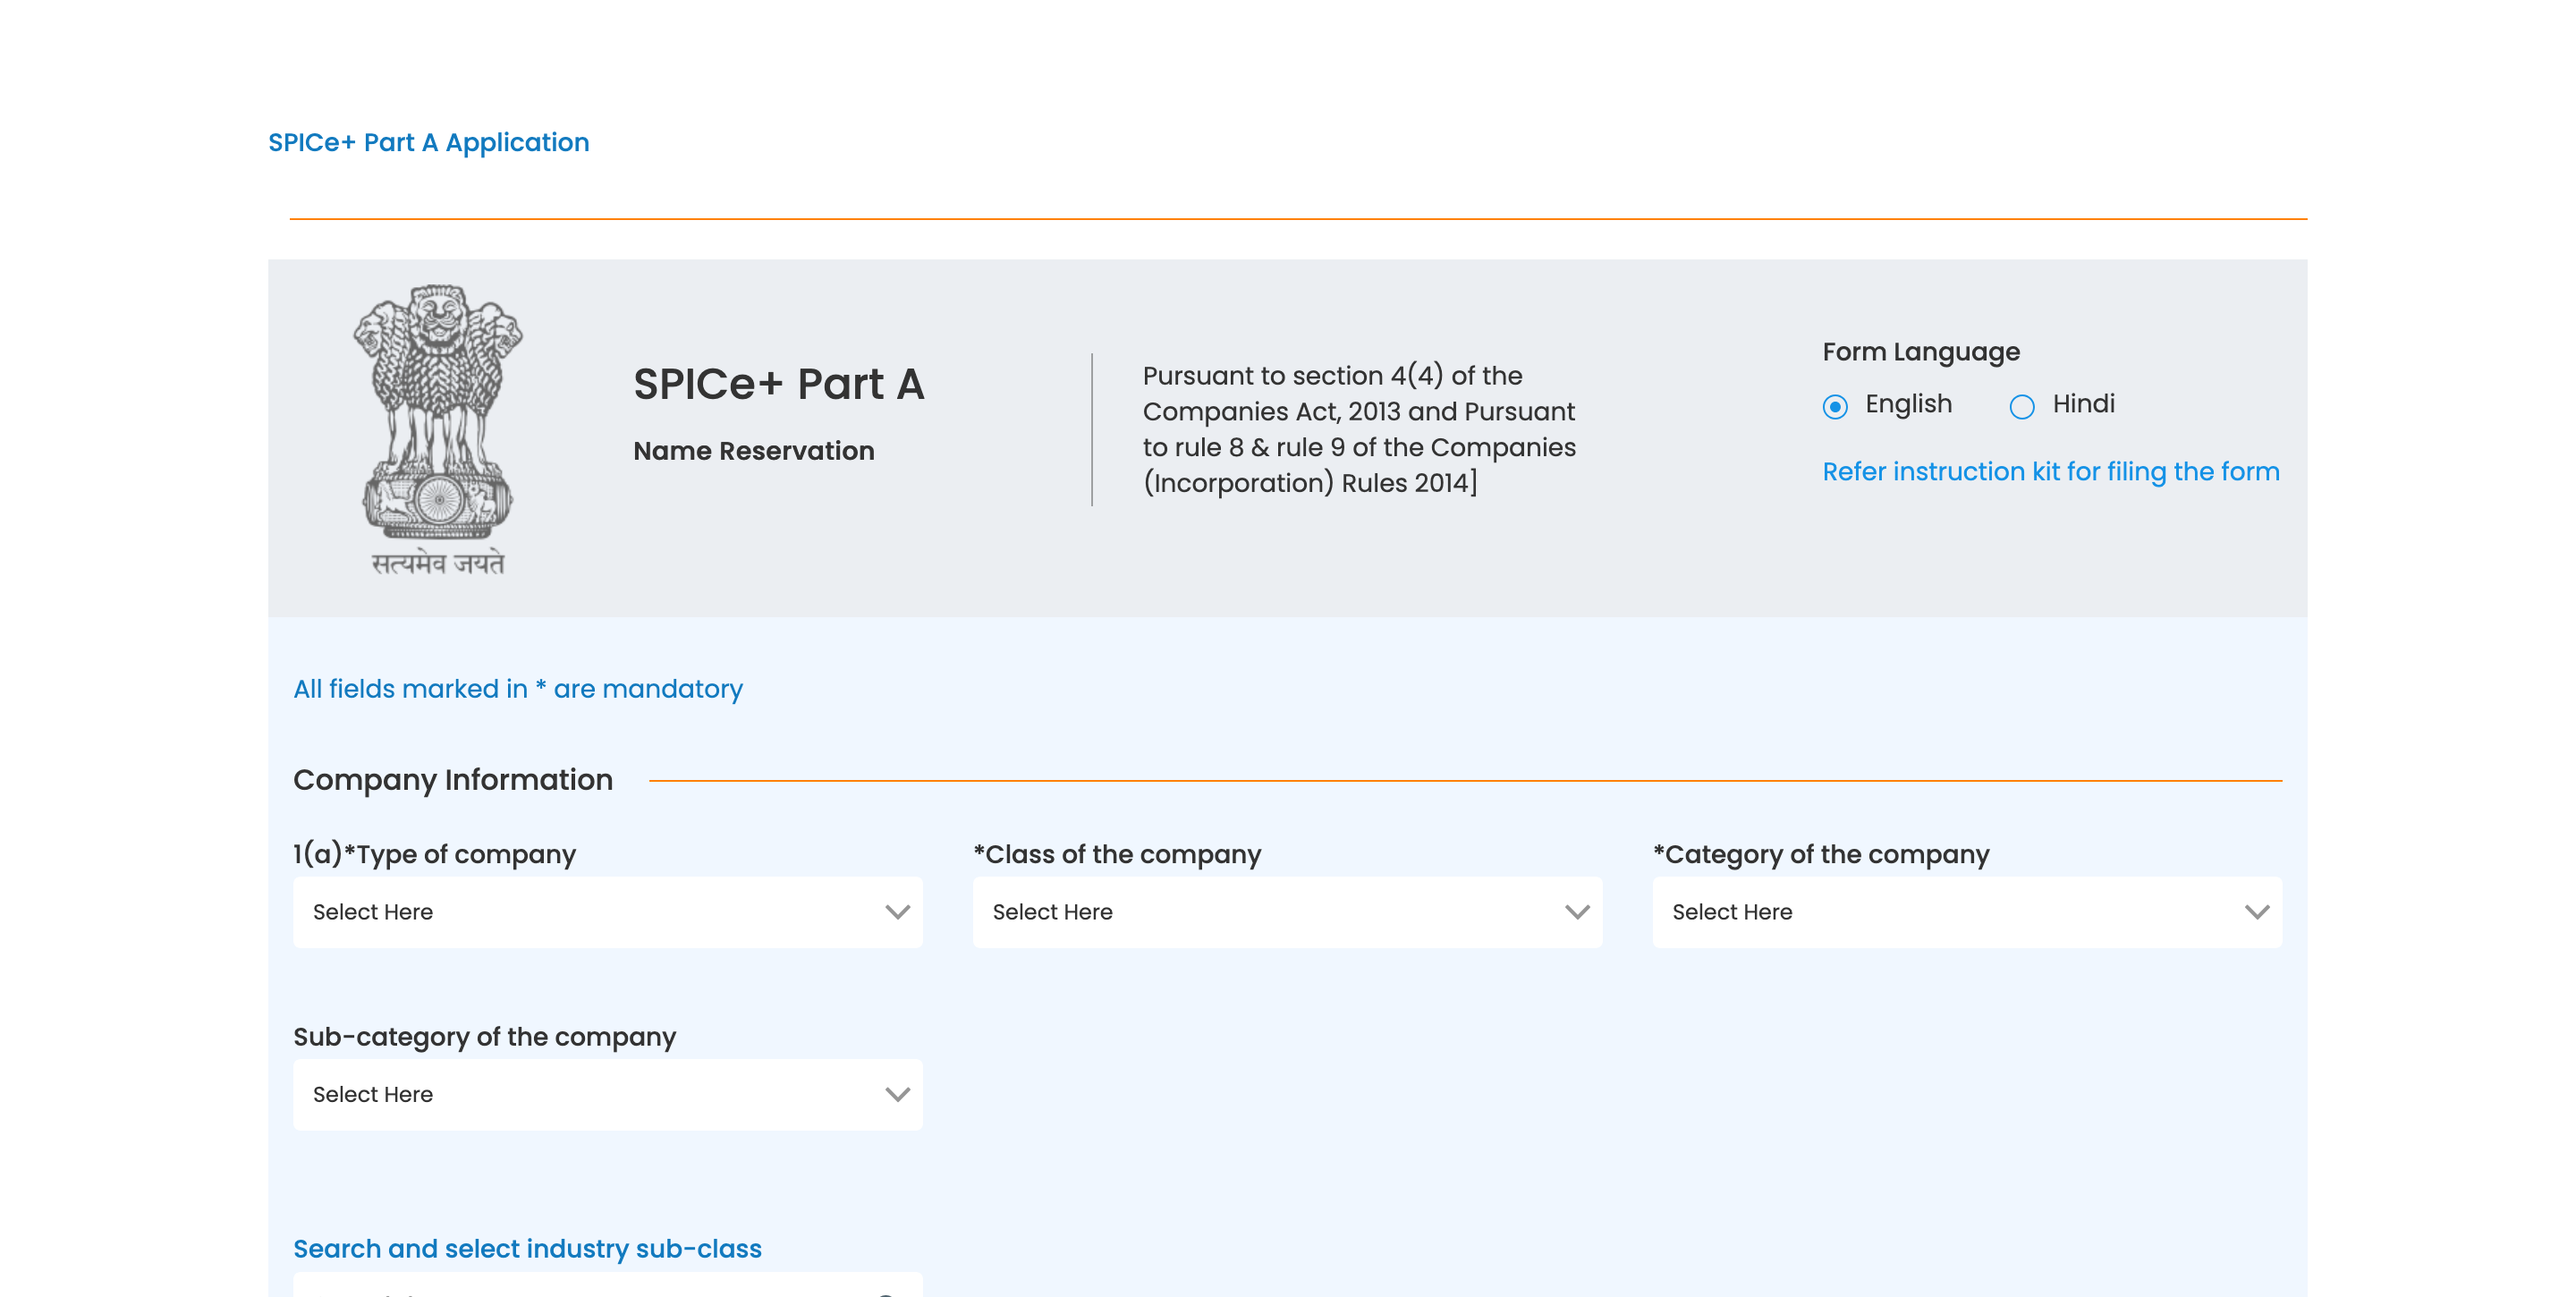 SPICe+ Part A Application
सत्यमेव जयते
SPICe+ Part A
Name Reservation
Pursuant to section 4(4) of the
Companies Act, 2013 and Pursuant
to rule 8 & rule 9 of the Companies
(Incorporation) Rules 2014]
Form Language
English
Hindi
Refer instruction kit for filing the form
All fields marked in * are mandatory
Company Information
1(a)*Type of company
Select Here
*Class of the company
Select Here
*Category of the company
Select Here
Sub-category of the company
Select Here
Search and select industry sub-class